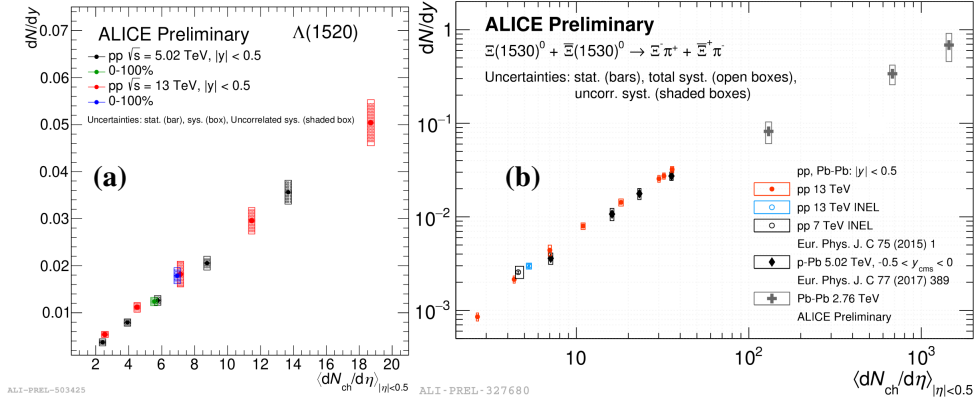 dN/dy
0.07
0.06
0.05
0.04
0.03
0.02
0.01
ALICE Preliminary
Λ(1520)
pp √s = 5.02 TeV, |y| < 0.5
0-100%
pp √s = 13 TeV, |y| < 0.5
0-100%
Uncertainties: stat. (bar), sys. (box), Uncorrelated sys. (shaded box)
(a)
2 4 6 8 10 12 14 16 18 20
⟨dN_ch/dη⟩_|η|<0.5
ALI-PREL-503425
dN/dy
1
10⁻¹
10⁻²
10⁻³
ALICE Preliminary
Ξ(1530)⁰ + Ξ̅(1530)⁰ → Ξ⁻π⁺ + Ξ̅⁺π⁻
Uncertainties: stat. (bars), total syst. (open boxes),
uncorr. syst. (shaded boxes)
(b)
pp, Pb-Pb: |y| < 0.5
pp 13 TeV
pp 13 TeV INEL
pp 7 TeV INEL
Eur. Phys. J. C 75 (2015) 1
p-Pb 5.02 TeV, -0.5 < y_cms < 0
Eur. Phys. J. C 77 (2017) 389
Pb-Pb 2.76 TeV
ALICE Preliminary
10 10² 10³
⟨dN_ch/dη⟩_|η|<0.5
ALI-PREL-327680